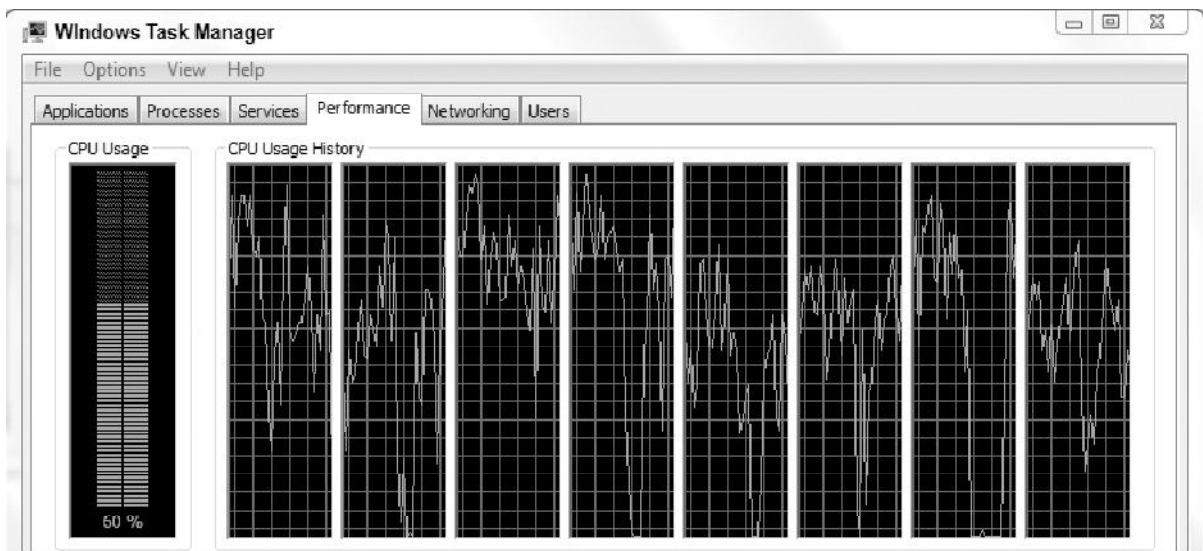 WIndows Task Manager
File Options View Help
Applications Processes Services Performance Networking Users
CPU Usage CPU Usage History
60 %